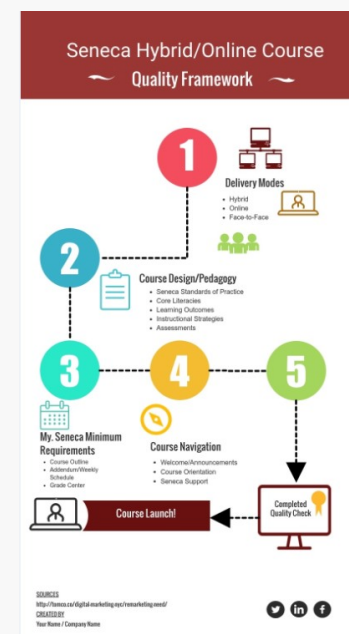 Seneca Hybrid/Online Course
Quality Framework
1
Delivery Modes
• Hybrid
• Online
• Face-to-Face
2
Course Design/Pedagogy
• Seneca Standards of Practice
• Core Literacies
• Learning Outcomes
• Instructional Strategies
• Assessments
3
4
5
My. Seneca Minimum
Requirements
• Course Outline
• Addendum/Weekly
Schedule
• Grade Center
Course Navigation
• Welcome/Announcements
• Course Orientation
• Seneca Support
Course Launch!
Completed
Quality Check
SOURCES
CREATED BY
Your Name / Company Name